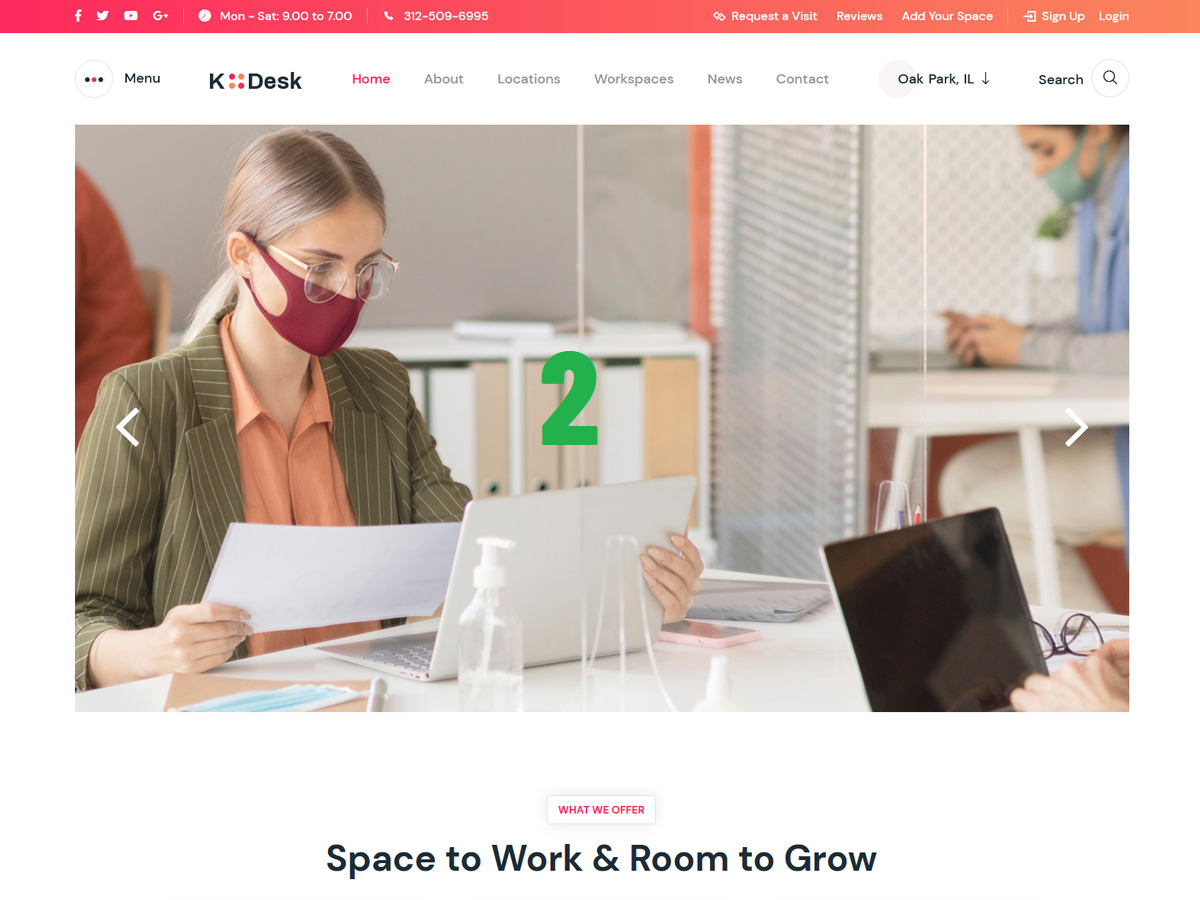 Mon - Sat: 9.00 to 7.00
312-509-6995
Request a Visit
Reviews
Add Your Space
Sign Up
Login
Menu
K Desk
Home
About
Locations
Workspaces
News
Contact
Oak Park, IL
Search
2
WHAT WE OFFER
Space to Work & Room to Grow